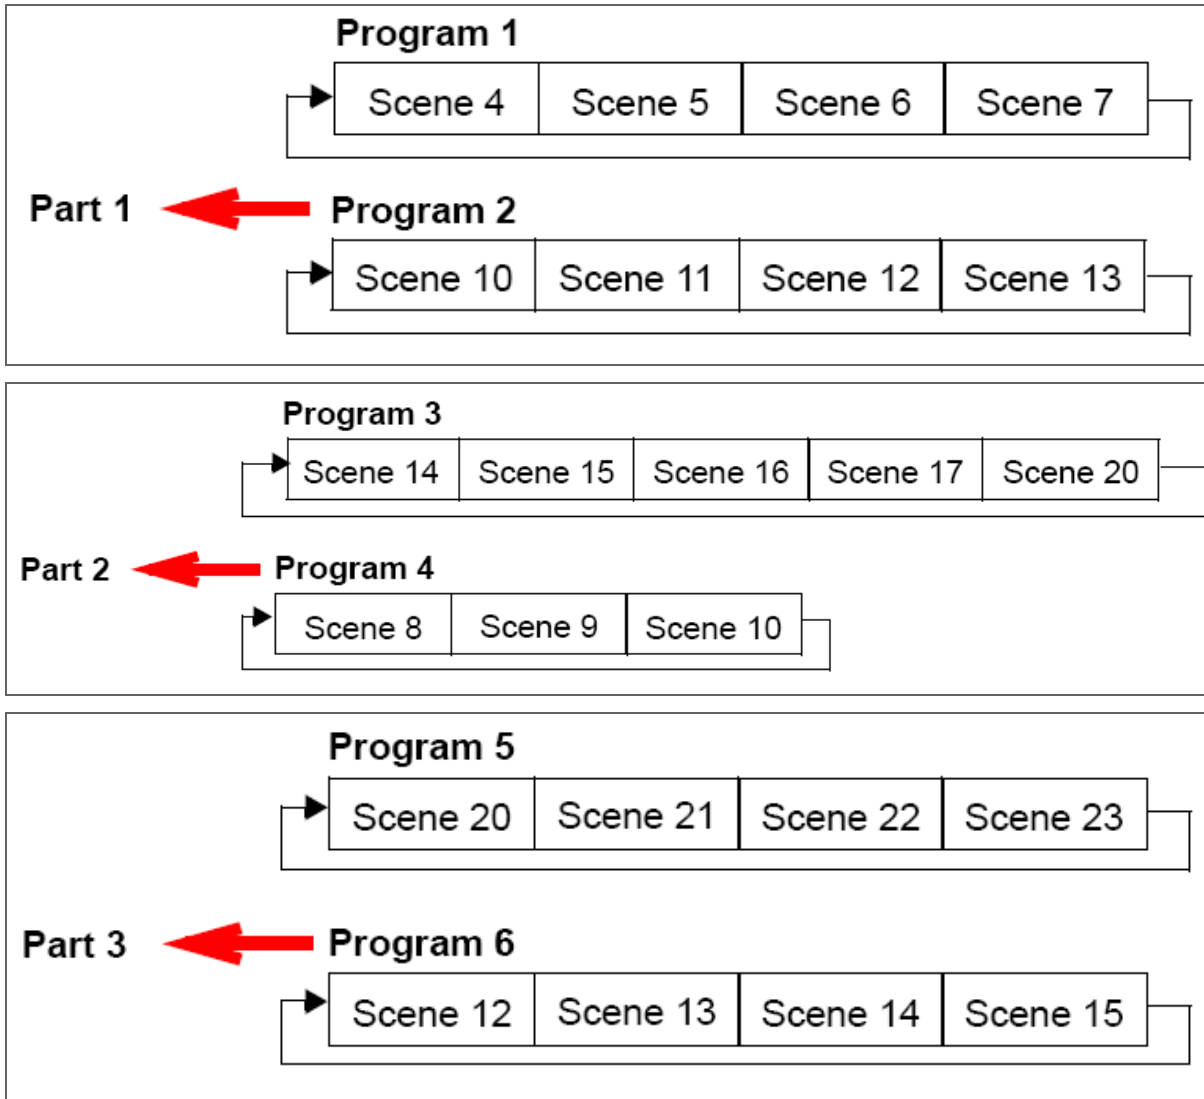 Program 1
Scene 4 Scene 5 Scene 6 Scene 7
Part 1 Program 2
Scene 10 Scene 11 Scene 12 Scene 13
Program 3
Scene 14 Scene 15 Scene 16 Scene 17 Scene 20
Part 2 Program 4
Scene 8 Scene 9 Scene 10
Program 5
Scene 20 Scene 21 Scene 22 Scene 23
Part 3 Program 6
Scene 12 Scene 13 Scene 14 Scene 15